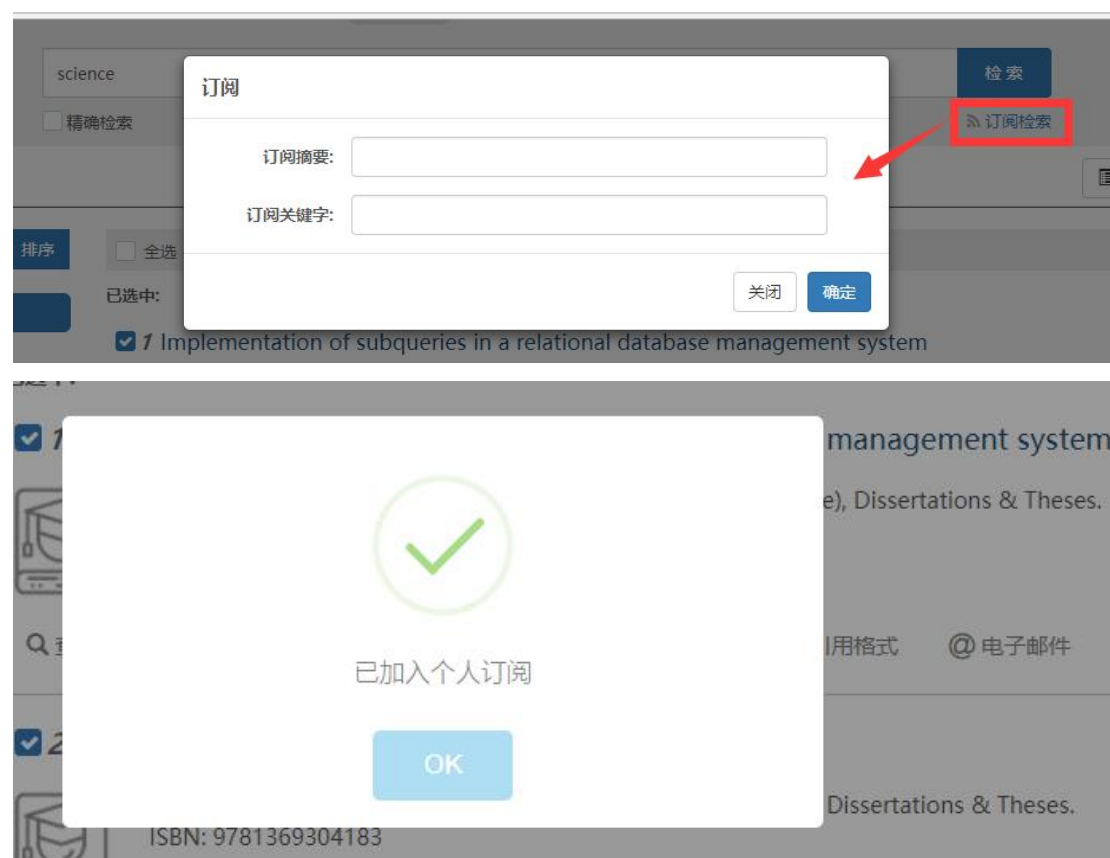 science
检 索
精确检索
订阅检索
订阅
订阅摘要:
订阅关键字:
排序
全选
关闭
确定
已选中:
1 Implementation of subqueries in a relational database management system
1
management system
e), Dissertations & Theses.
用格式
@ 电子邮件
已加入个人订阅
OK
2
Dissertations & Theses.
ISBN: 9781369304183